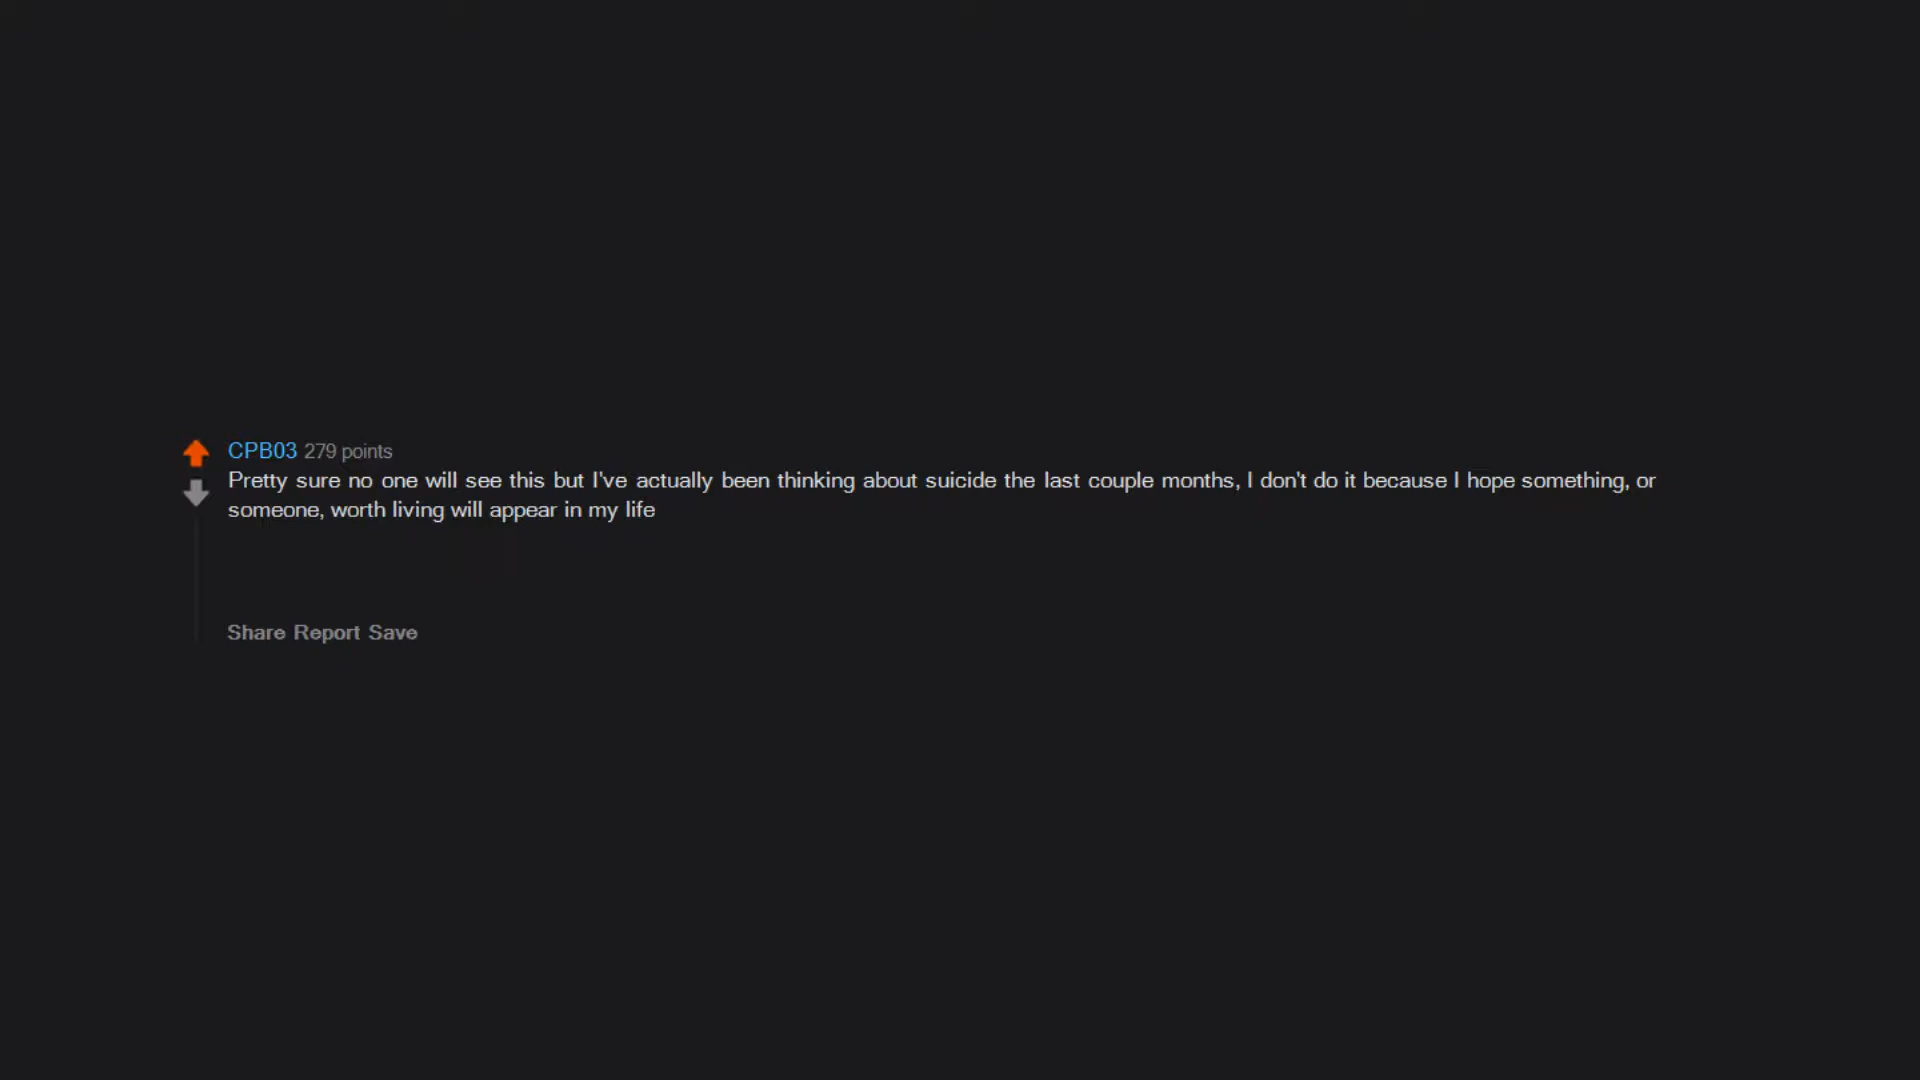 CPB03 279 points
Pretty sure no one will see this but I've actually been thinking about suicide the last couple months, I don't do it because I hope something, or
someone, worth living will appear in my life
Share Report Save